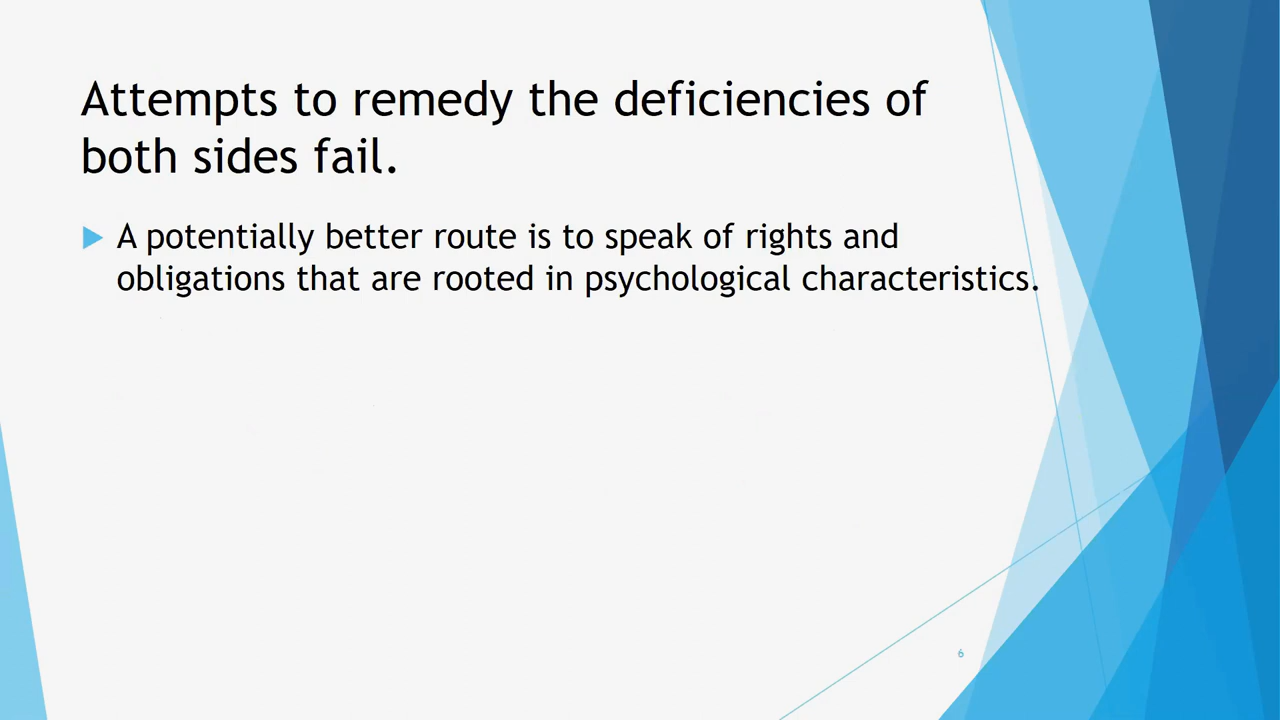 Attempts to remedy the deficiencies of
both sides fail.
A potentially better route is to speak of rights and
obligations that are rooted in psychological characteristics.
6